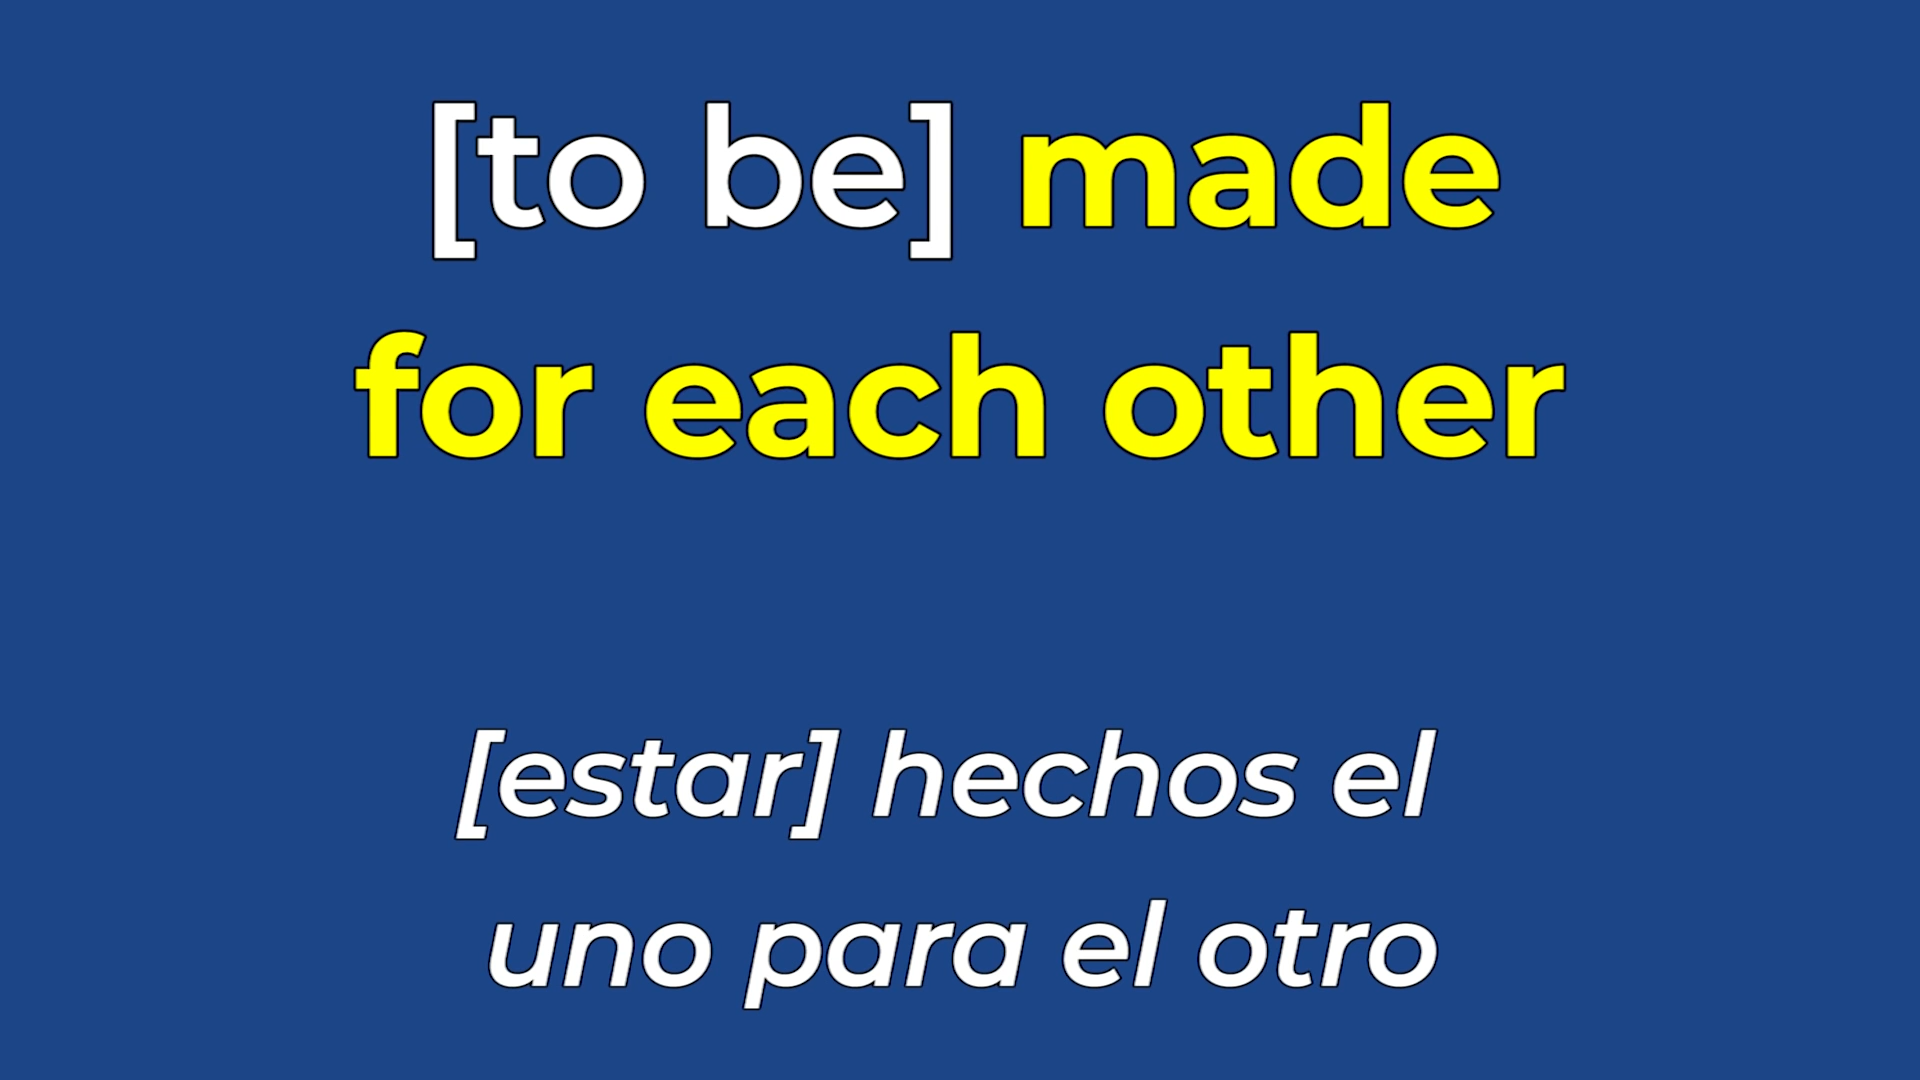 [to be] made
for each other
[estar] hechos el
uno para el otro